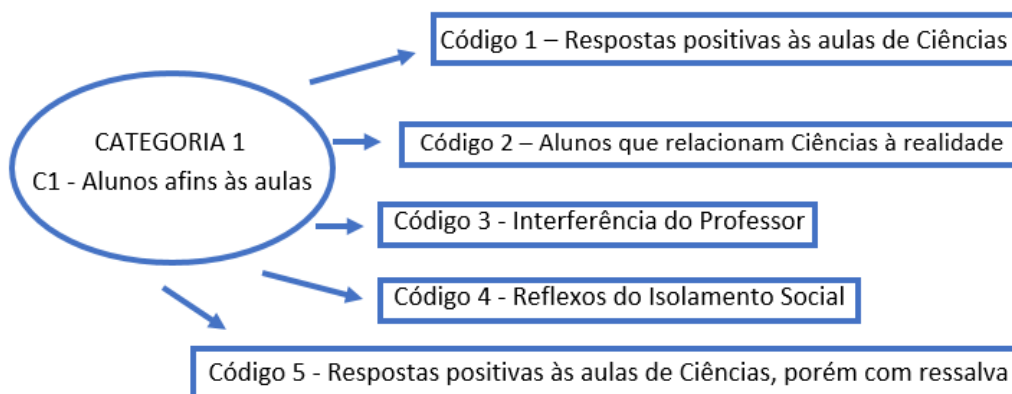 CATEGORIA 1
C1 - Alunos afins às aulas
Código 1 – Respostas positivas às aulas de Ciências
Código 2 – Alunos que relacionam Ciências à realidade
Código 3 - Interferência do Professor
Código 4 - Reflexos do Isolamento Social
Código 5 - Respostas positivas às aulas de Ciências, porém com ressalva